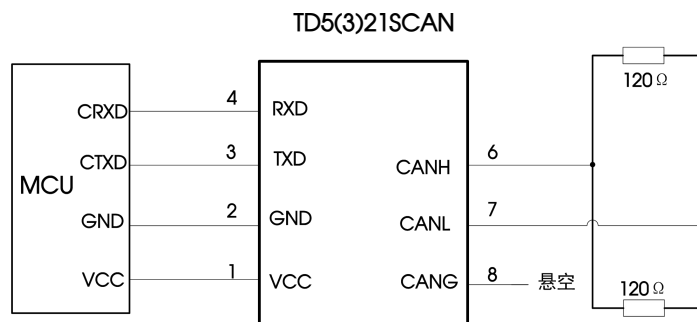 TD5(3)21SCAN
120Ω
CRXD 4 RXD
CTXD 3 TXD CANH 6
MCU
GND 2 GND CANL 7
VCC 1 VCC CANG 8 悬空
120Ω